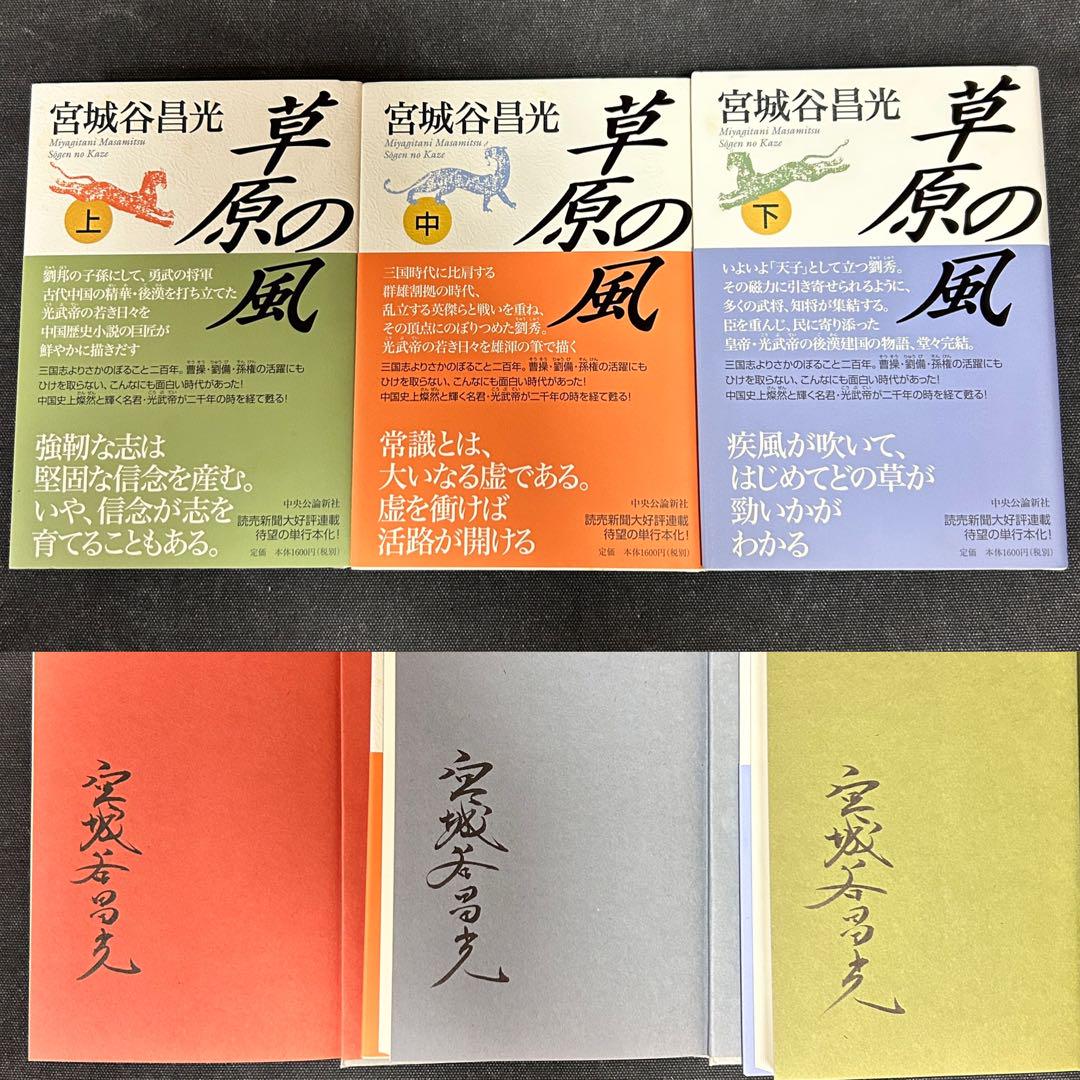 宮城谷昌光
Miyagitani Masamitsu
Sōgen no Kaze
草原の風
上
劉邦の子孫にして、勇武の将軍
古代中国の精華・後漢を打ち立てた
光武帝の若き日々を
中国歴史小説の巨匠が
鮮やかに描きだす
三国志よりさかのぼること二百年。曹操・劉備・孫権の活躍にも
ひけを取らない、こんなにも面白い時代があった!
中国史上燦然と輝く名君・光武帝が二千年の時を経て甦る!
強靭な志は
堅固な信念を産む。
いや、信念が志を
育てることもある。
中央公論新社
読売新聞大好評連載
待望の単行本化!
定価 本体1600円(税別)
宮城谷昌光
Miyagitani Masamitsu
Sōgen no Kaze
草原の風
中
三国時代に比肩する
群雄割拠の時代、
乱立する英傑らと戦いを重ね、
その頂点にのぼりつめた劉秀。
光武帝の若き日々を雄渾の筆で描く
三国志よりさかのぼること二百年。曹操・劉備・孫権の活躍にも
ひけを取らない、こんなにも面白い時代があった!
中国史上燦然と輝く名君・光武帝が二千年の時を経て甦る!
常識とは、
大いなる虚である。
虚を衝けば
活路が開ける
中央公論新社
読売新聞大好評連載
待望の単行本化!
定価 本体1600円(税別)
宮城谷昌光
Miyagitani Masamitsu
Sōgen no Kaze
草原の風
下
いよいよ「天子」として立つ劉秀。
その磁力に引き寄せられるように、
多くの武将、知将が集結する。
臣を重んじ、民に寄り添った
皇帝・光武帝の後漢建国の物語、堂々完結。
三国志よりさかのぼること二百年。曹操・劉備・孫権の活躍にも
ひけを取らない、こんなにも面白い時代があった!
中国史上燦然と輝く名君・光武帝が二千年の時を経て甦る!
疾風が吹いて、
はじめてどの草が
勁いかが
わかる
中央公論新社
読売新聞大好評連載
待望の単行本化!
定価 本体1600円(税別)
宮城谷昌光
宮城谷昌光
宮城谷昌光